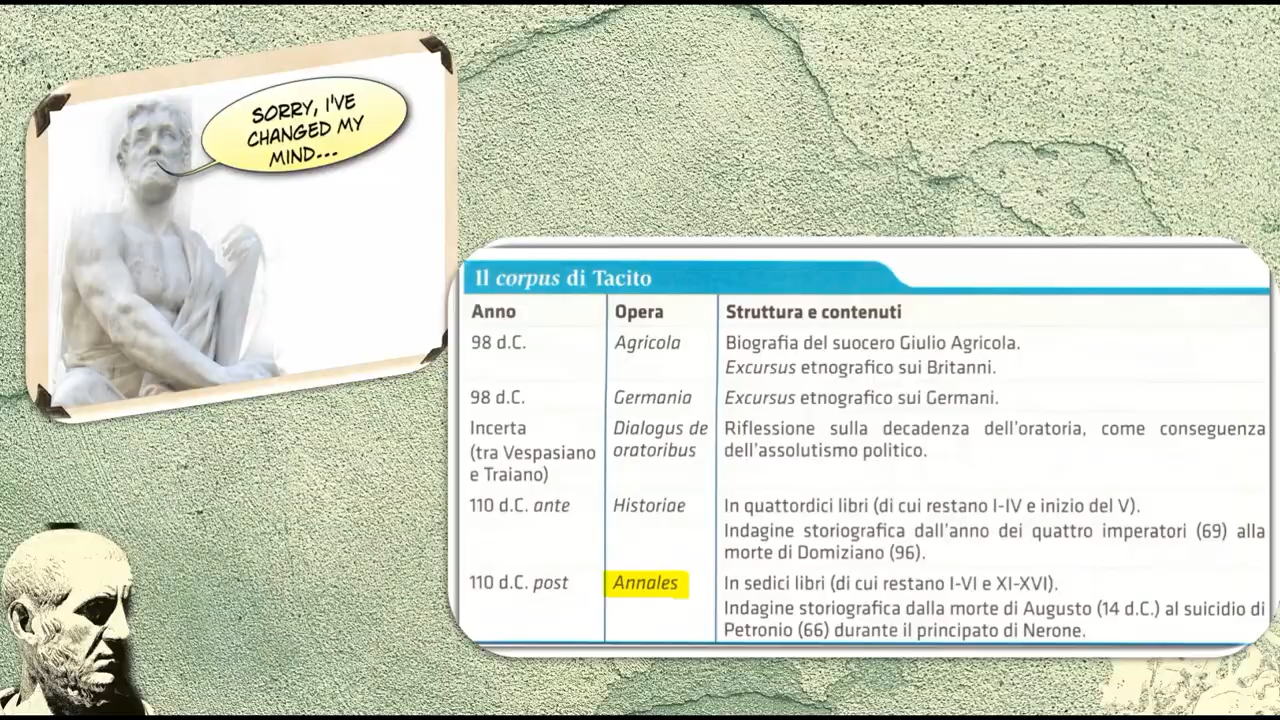 SORRY, I'VE
CHANGED MY
MIND...
Il corpus di Tacito
Anno Opera Struttura e contenuti
98 d.C. Agricola Biografia del suocero Giulio Agricola.
Excursus etnografico sui Britanni.
98 d.C. Germania Excursus etnografico sui Germani.
Incerta Dialogus de Riflessione sulla decadenza dell'oratoria, come conseguenza
(tra Vespasiano oratoribus dell'assolutismo politico.
e Traiano)
110 d.C. ante Historiae In quattordici libri (di cui restano I-IV e inizio del V).
Indagine storiografica dall'anno dei quattro imperatori (69) alla
morte di Domiziano (96).
110 d.C. post Annales In sedici libri (di cui restano I-VI e XI-XVI).
Indagine storiografica dalla morte di Augusto (14 d.C.) al suicidio di
Petronio (66) durante il principato di Nerone.